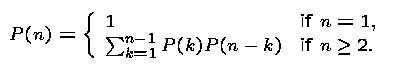 P(n) = { 1 if n = 1,
∑_{k=1}^{n−1} P(k)P(n − k) if n ≥ 2.